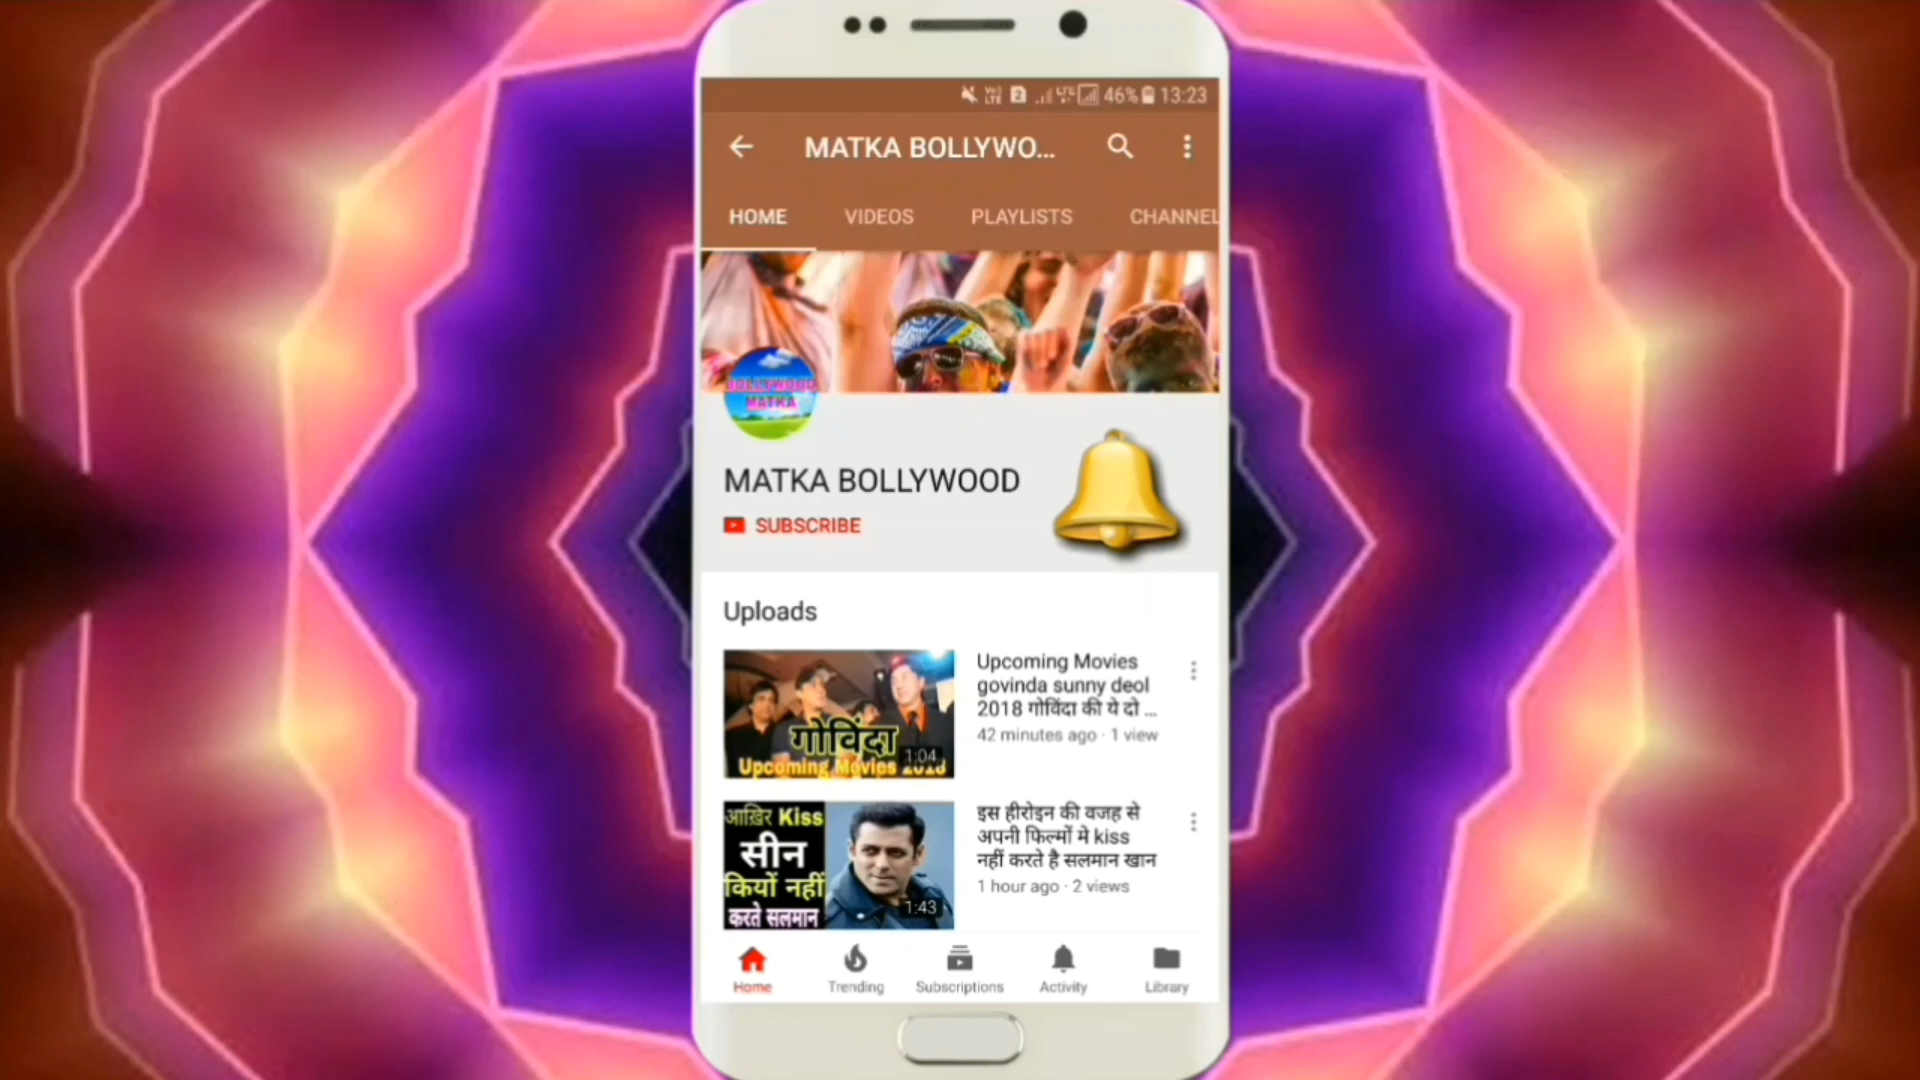 46% 13:23
MATKA BOLLYWO...
HOME VIDEOS PLAYLISTS CHANNEL
BOLLYWOOD
MATKA
MATKA BOLLYWOOD
SUBSCRIBE
Uploads
गोविंदा
1:04
Upcoming Movies 2018
Upcoming Movies
govinda sunny deol
2018 गोविंदा की ये दो ...
42 minutes ago · 1 view
आख़िर Kiss
सीन
कियों नहीं
करते सलमान
1:43
इस हीरोइन की वजह से
अपनी फिल्मों मे kiss
नहीं करते है सलमान खान
1 hour ago · 2 views
Home Trending Subscriptions Activity Library